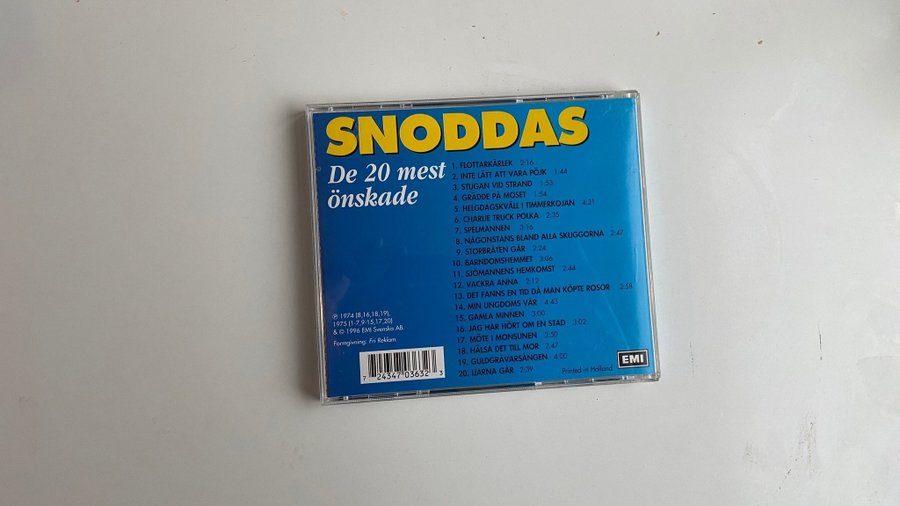 SNODDAS
De 20 mest
önskade
1. FLOTTARKÄRLEK 2:16
2. INTE LÄTT ATT VARA POJK 1:44
3. STUGAN VID STRAND 1:53
4. GRÄDDE PÅ MOSET 1:54
5. HELGDAGSKVÄLL I TIMMERKOJAN 4:31
6. CHARLIE TRUCK POLKA 2:35
7. SPELMANNEN 3:16
8. NÅGONSTANS BLAND ALLA SKUGGORNA 2:47
9. STORBRÅTEN GÅR 2:24
10. BARNDOMSHEMMET 3:06
11. SJÖMANNENS HEMKOMST 2:44
12. VACKRA ANNA 2:12
13. DET FANNS EN TID DÅ MAN KÖPTE ROSOR 2:58
14. MIN UNGDOMS VÅR 4:43
15. GAMLA MINNEN 3:00
16. JAG HAR HÖRT OM EN STAD 3:02
17. MÖTE I MONSUNEN 3:50
18. HÄLSA DET TILL MOR 2:47
19. GULDGRÄVARSÅNGEN 4:00
20. LJARNA GÅR 2:39
℗ 1974 (8,16,18,19),
1975 (1-7,9-15,17,20)
& © 1996 EMI Svenska AB.
Formgivning: Fri Reklam.
7 24347 03632 3
EMI
Printed in Holland